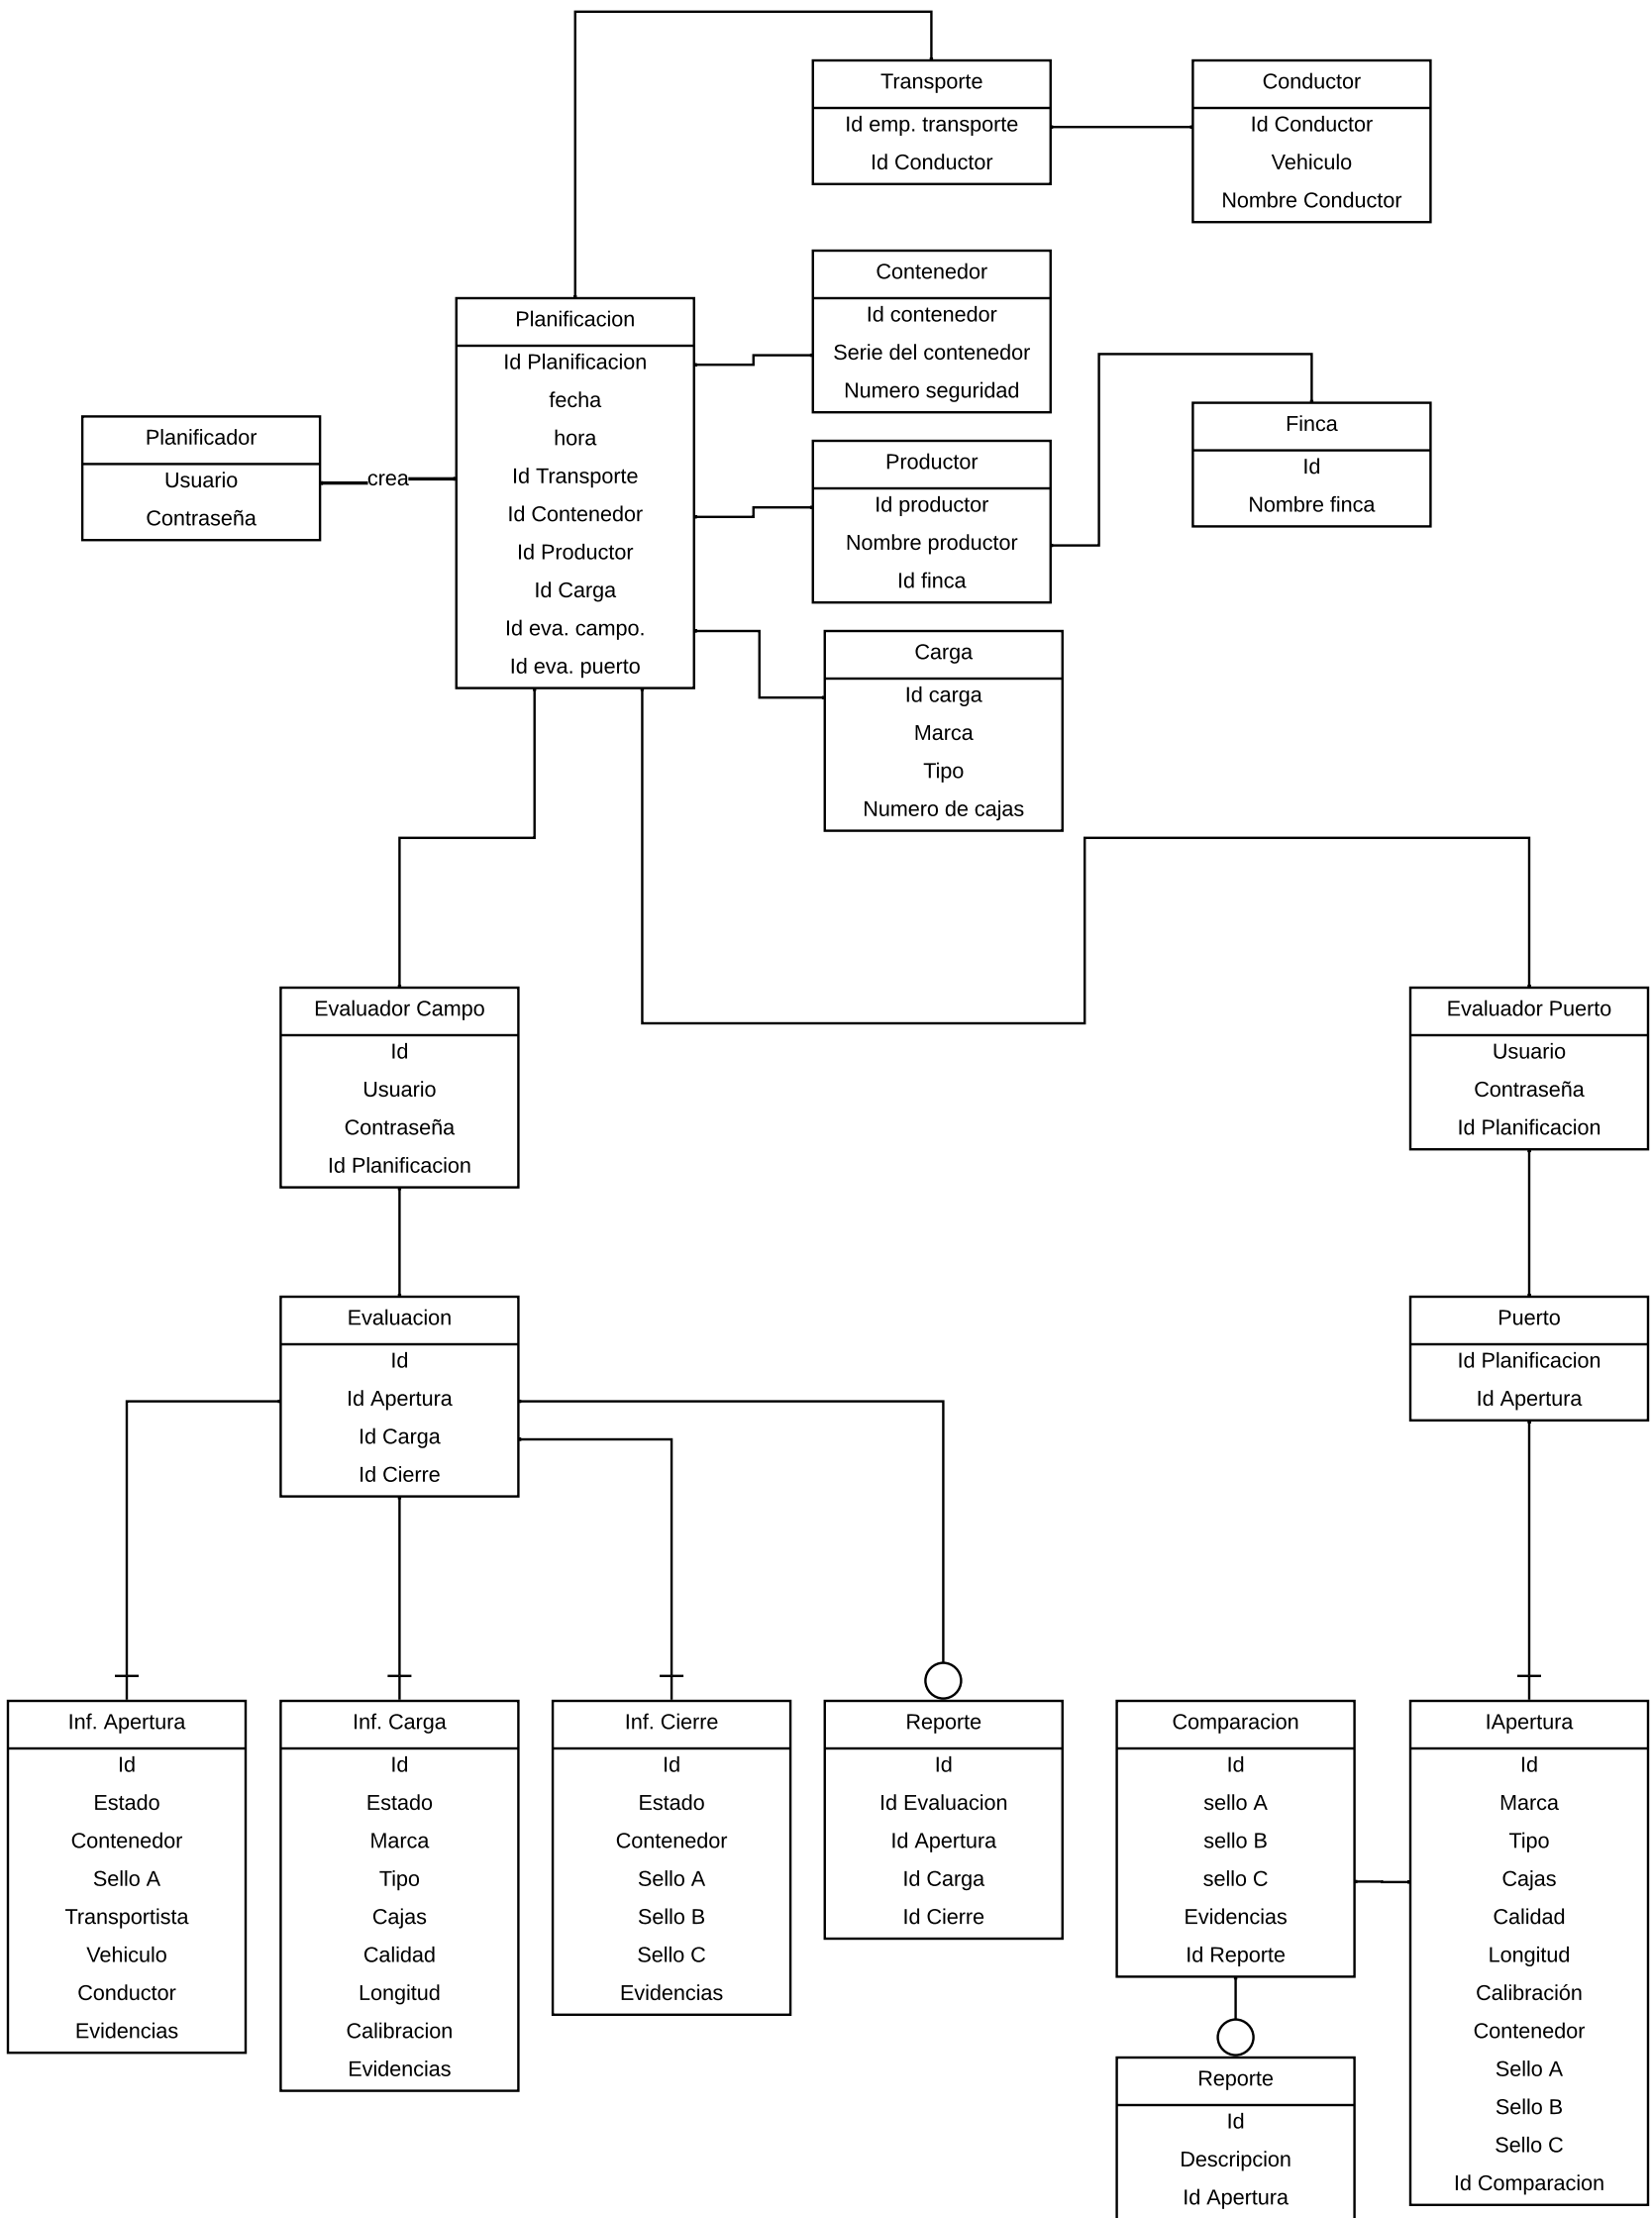 Transporte
Id emp. transporte
Id Conductor
Conductor
Id Conductor
Vehiculo
Nombre Conductor
Contenedor
Id contenedor
Serie del contenedor
Numero seguridad
Planificacion
Id Planificacion
fecha
hora
Id Transporte
Id Contenedor
Id Productor
Id Carga
Id eva. campo.
Id eva. puerto
Planificador
Usuario
Contraseña
crea
Productor
Id productor
Nombre productor
Id finca
Finca
Id
Nombre finca
Carga
Id carga
Marca
Tipo
Numero de cajas
Evaluador Campo
Id
Usuario
Contraseña
Id Planificacion
Evaluador Puerto
Usuario
Contraseña
Id Planificacion
Evaluacion
Id
Id Apertura
Id Carga
Id Cierre
Puerto
Id Planificacion
Id Apertura
Inf. Apertura
Id
Estado
Contenedor
Sello A
Transportista
Vehiculo
Conductor
Evidencias
Inf. Carga
Id
Estado
Marca
Tipo
Cajas
Calidad
Longitud
Calibracion
Evidencias
Inf. Cierre
Id
Estado
Contenedor
Sello A
Sello B
Sello C
Evidencias
Reporte
Id
Id Evaluacion
Id Apertura
Id Carga
Id Cierre
Comparacion
Id
sello A
sello B
sello C
Evidencias
Id Reporte
IApertura
Id
Marca
Tipo
Cajas
Calidad
Longitud
Calibración
Contenedor
Sello A
Sello B
Sello C
Id Comparacion
Reporte
Id
Descripcion
Id Apertura